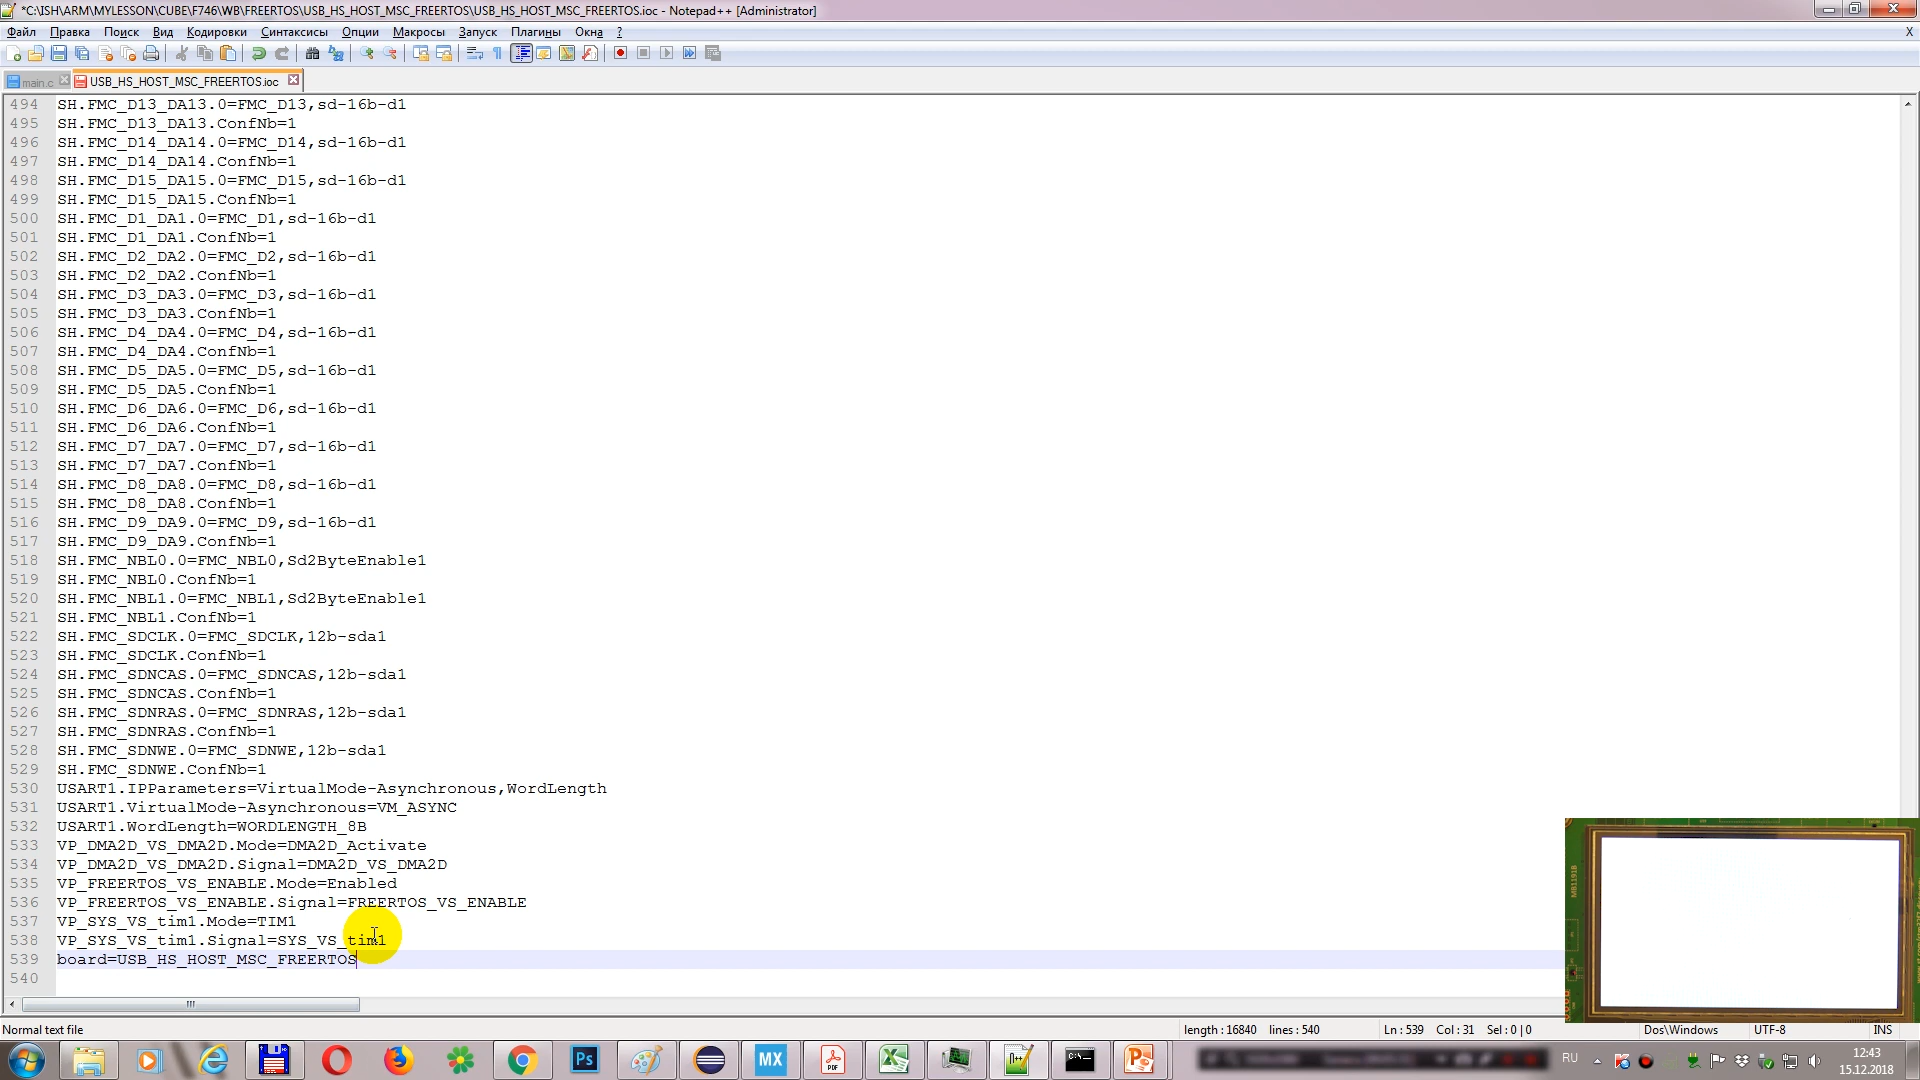 *C:\ISH\ARM\MYLESSON\CUBE\F746\WB\FREERTOS\USB_HS_HOST_MSC_FREERTOS\USB_HS_HOST_MSC_FREERTOS.ioc - Notepad++ [Administrator]
Файл Правка Поиск Вид Кодировки Синтаксисы Опции Макросы Запуск Плагины Окна ? X
main.c USB_HS_HOST_MSC_FREERTOS.ioc
494 SH.FMC_D13_DA13.0=FMC_D13,sd-16b-d1
495 SH.FMC_D13_DA13.ConfNb=1
496 SH.FMC_D14_DA14.0=FMC_D14,sd-16b-d1
497 SH.FMC_D14_DA14.ConfNb=1
498 SH.FMC_D15_DA15.0=FMC_D15,sd-16b-d1
499 SH.FMC_D15_DA15.ConfNb=1
500 SH.FMC_D1_DA1.0=FMC_D1,sd-16b-d1
501 SH.FMC_D1_DA1.ConfNb=1
502 SH.FMC_D2_DA2.0=FMC_D2,sd-16b-d1
503 SH.FMC_D2_DA2.ConfNb=1
504 SH.FMC_D3_DA3.0=FMC_D3,sd-16b-d1
505 SH.FMC_D3_DA3.ConfNb=1
506 SH.FMC_D4_DA4.0=FMC_D4,sd-16b-d1
507 SH.FMC_D4_DA4.ConfNb=1
508 SH.FMC_D5_DA5.0=FMC_D5,sd-16b-d1
509 SH.FMC_D5_DA5.ConfNb=1
510 SH.FMC_D6_DA6.0=FMC_D6,sd-16b-d1
511 SH.FMC_D6_DA6.ConfNb=1
512 SH.FMC_D7_DA7.0=FMC_D7,sd-16b-d1
513 SH.FMC_D7_DA7.ConfNb=1
514 SH.FMC_D8_DA8.0=FMC_D8,sd-16b-d1
515 SH.FMC_D8_DA8.ConfNb=1
516 SH.FMC_D9_DA9.0=FMC_D9,sd-16b-d1
517 SH.FMC_D9_DA9.ConfNb=1
518 SH.FMC_NBL0.0=FMC_NBL0,Sd2ByteEnable1
519 SH.FMC_NBL0.ConfNb=1
520 SH.FMC_NBL1.0=FMC_NBL1,Sd2ByteEnable1
521 SH.FMC_NBL1.ConfNb=1
522 SH.FMC_SDCLK.0=FMC_SDCLK,12b-sda1
523 SH.FMC_SDCLK.ConfNb=1
524 SH.FMC_SDNCAS.0=FMC_SDNCAS,12b-sda1
525 SH.FMC_SDNCAS.ConfNb=1
526 SH.FMC_SDNRAS.0=FMC_SDNRAS,12b-sda1
527 SH.FMC_SDNRAS.ConfNb=1
528 SH.FMC_SDNWE.0=FMC_SDNWE,12b-sda1
529 SH.FMC_SDNWE.ConfNb=1
530 USART1.IPParameters=VirtualMode-Asynchronous,WordLength
531 USART1.VirtualMode-Asynchronous=VM_ASYNC
532 USART1.WordLength=WORDLENGTH_8B
533 VP_DMA2D_VS_DMA2D.Mode=DMA2D_Activate
534 VP_DMA2D_VS_DMA2D.Signal=DMA2D_VS_DMA2D
535 VP_FREERTOS_VS_ENABLE.Mode=Enabled
536 VP_FREERTOS_VS_ENABLE.Signal=FREERTOS_VS_ENABLE
537 VP_SYS_VS_tim1.Mode=TIM1
538 VP_SYS_VS_tim1.Signal=SYS_VS_tim1
539 board=USB_HS_HOST_MSC_FREERTOS
540
MB1191B
Normal text file length : 16840 lines : 540 Ln : 539 Col : 31 Sel : 0 | 0 Dos\Windows UTF-8 INS
Ps MX PDF C:\. RU 12:43
15.12.2018